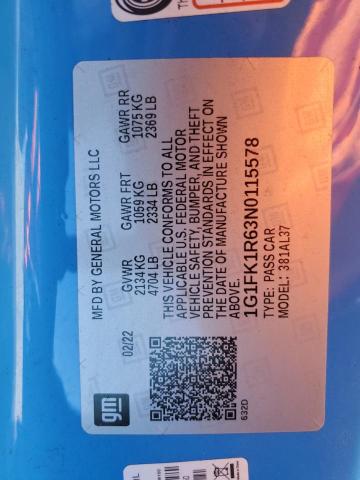 MFD BY GENERAL MOTORS LLC
02/22
GVWR
2134 KG
4704 LB
GAWR FRT
1059 KG
2334 LB
GAWR RR
1075 KG
2369 LB
THIS VEHICLE CONFORMS TO ALL
APPLICABLE U.S. FEDERAL MOTOR
VEHICLE SAFETY, BUMPER, AND THEFT
PREVENTION STANDARDS IN EFFECT ON
THE DATE OF MANUFACTURE SHOWN
ABOVE.
1G1FK1R63N0115578
TYPE: PASS CAR
MODEL: 381AL37
gm
632D